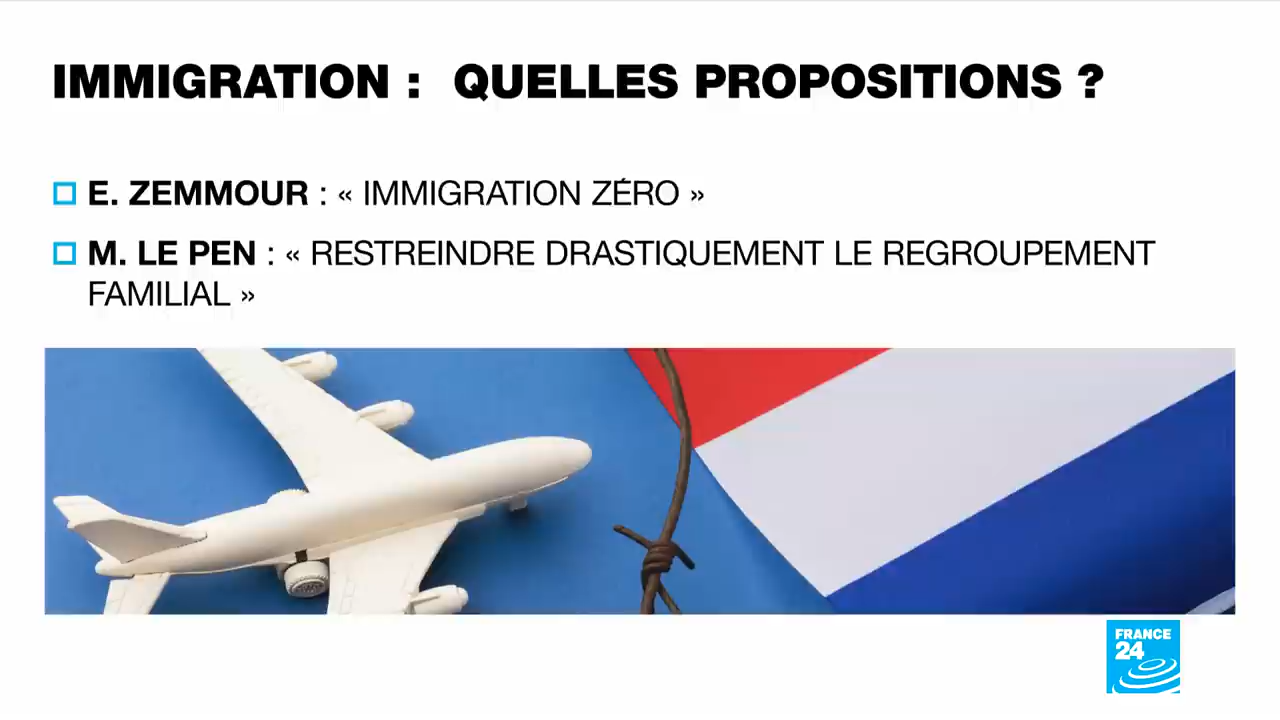 IMMIGRATION : QUELLES PROPOSITIONS ?
E. ZEMMOUR : « IMMIGRATION ZÉRO »
M. LE PEN : « RESTREINDRE DRASTIQUEMENT LE REGROUPEMENT
FAMILIAL »
FRANCE
24